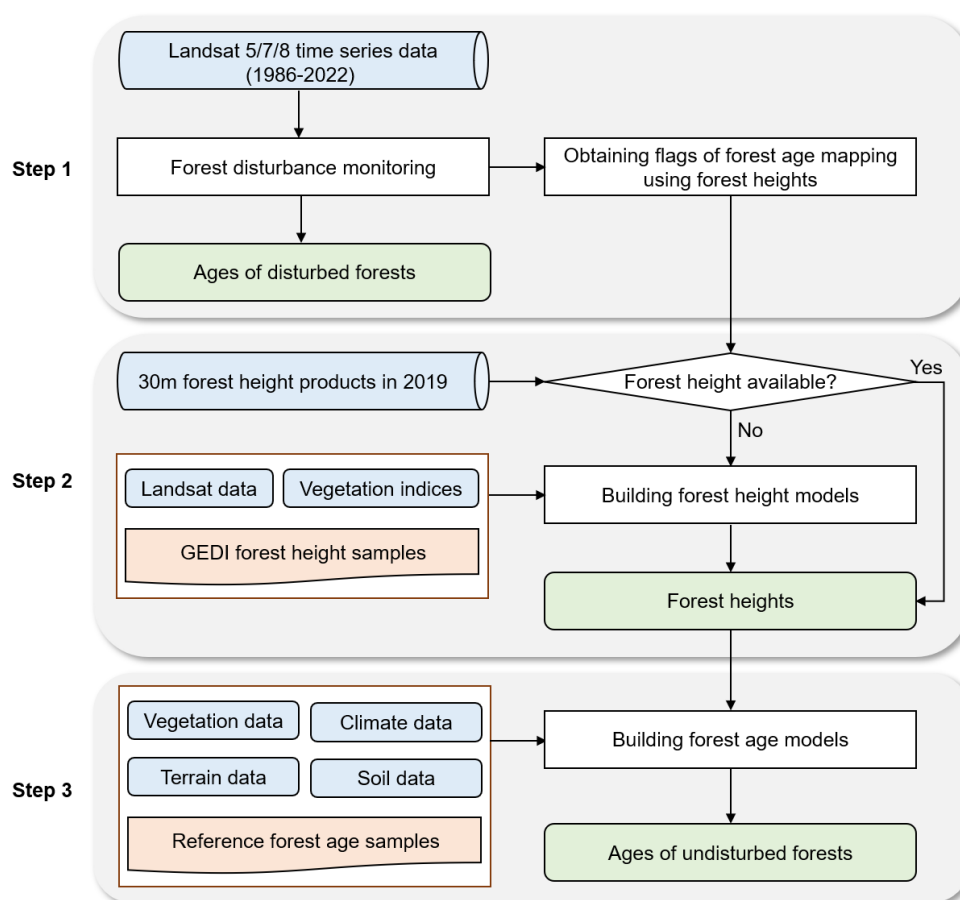 Step 1
Landsat 5/7/8 time series data
(1986-2022)
Forest disturbance monitoring
Obtaining flags of forest age mapping
using forest heights
Ages of disturbed forests
Step 2
30m forest height products in 2019
Forest height available?
Yes
No
Landsat data
Vegetation indices
GEDI forest height samples
Building forest height models
Forest heights
Step 3
Vegetation data
Climate data
Terrain data
Soil data
Reference forest age samples
Building forest age models
Ages of undisturbed forests